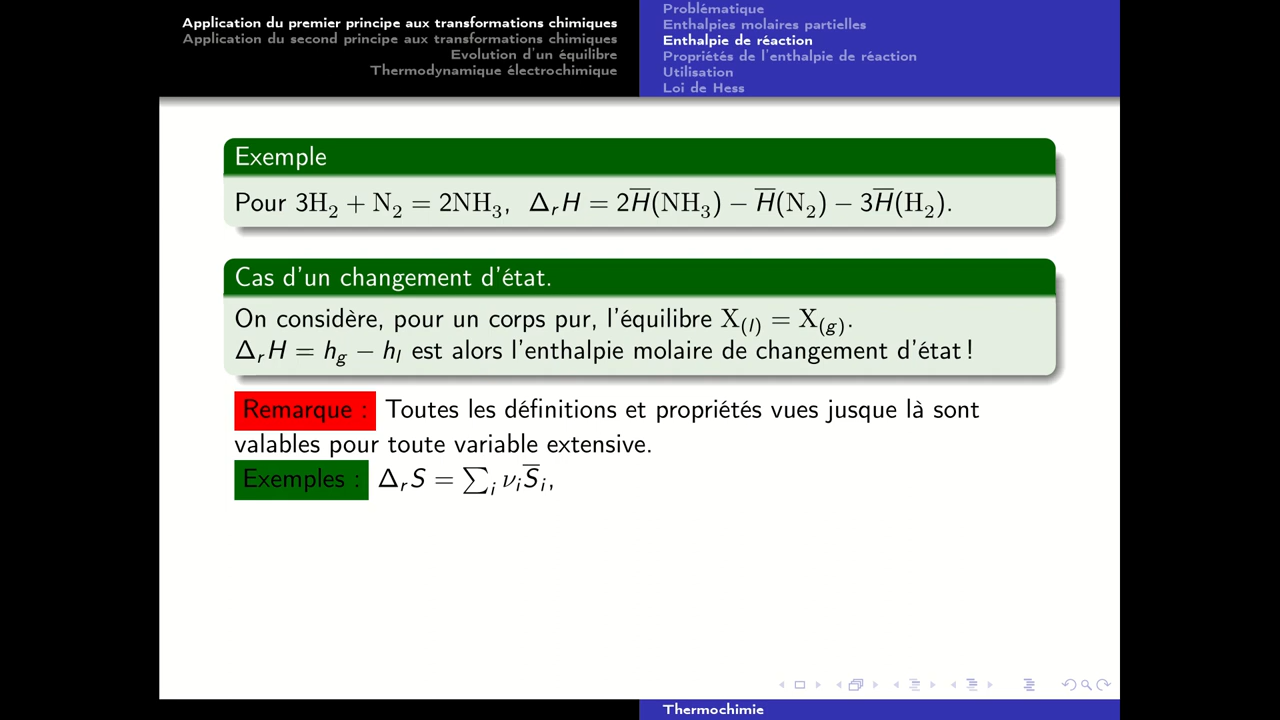 Application du premier principe aux transformations chimiques
Application du second principe aux transformations chimiques
Evolution d'un équilibre
Thermodynamique électrochimique
Problématique
Enthalpies molaires partielles
Enthalpie de réaction
Propriétés de l'enthalpie de réaction
Utilisation
Loi de Hess
Exemple
Pour 3H₂ + N₂ = 2NH₃, ΔᵣH = 2H̅(NH₃) − H̅(N₂) − 3H̅(H₂).
Cas d'un changement d'état.
On considère, pour un corps pur, l'équilibre X₍l₎ = X₍g₎.
ΔᵣH = h_g − h_l est alors l'enthalpie molaire de changement d'état !
Remarque : Toutes les définitions et propriétés vues jusque là sont
valables pour toute variable extensive.
Exemples : ΔᵣS = ∑ᵢ νᵢS̅ᵢ,
Thermochimie